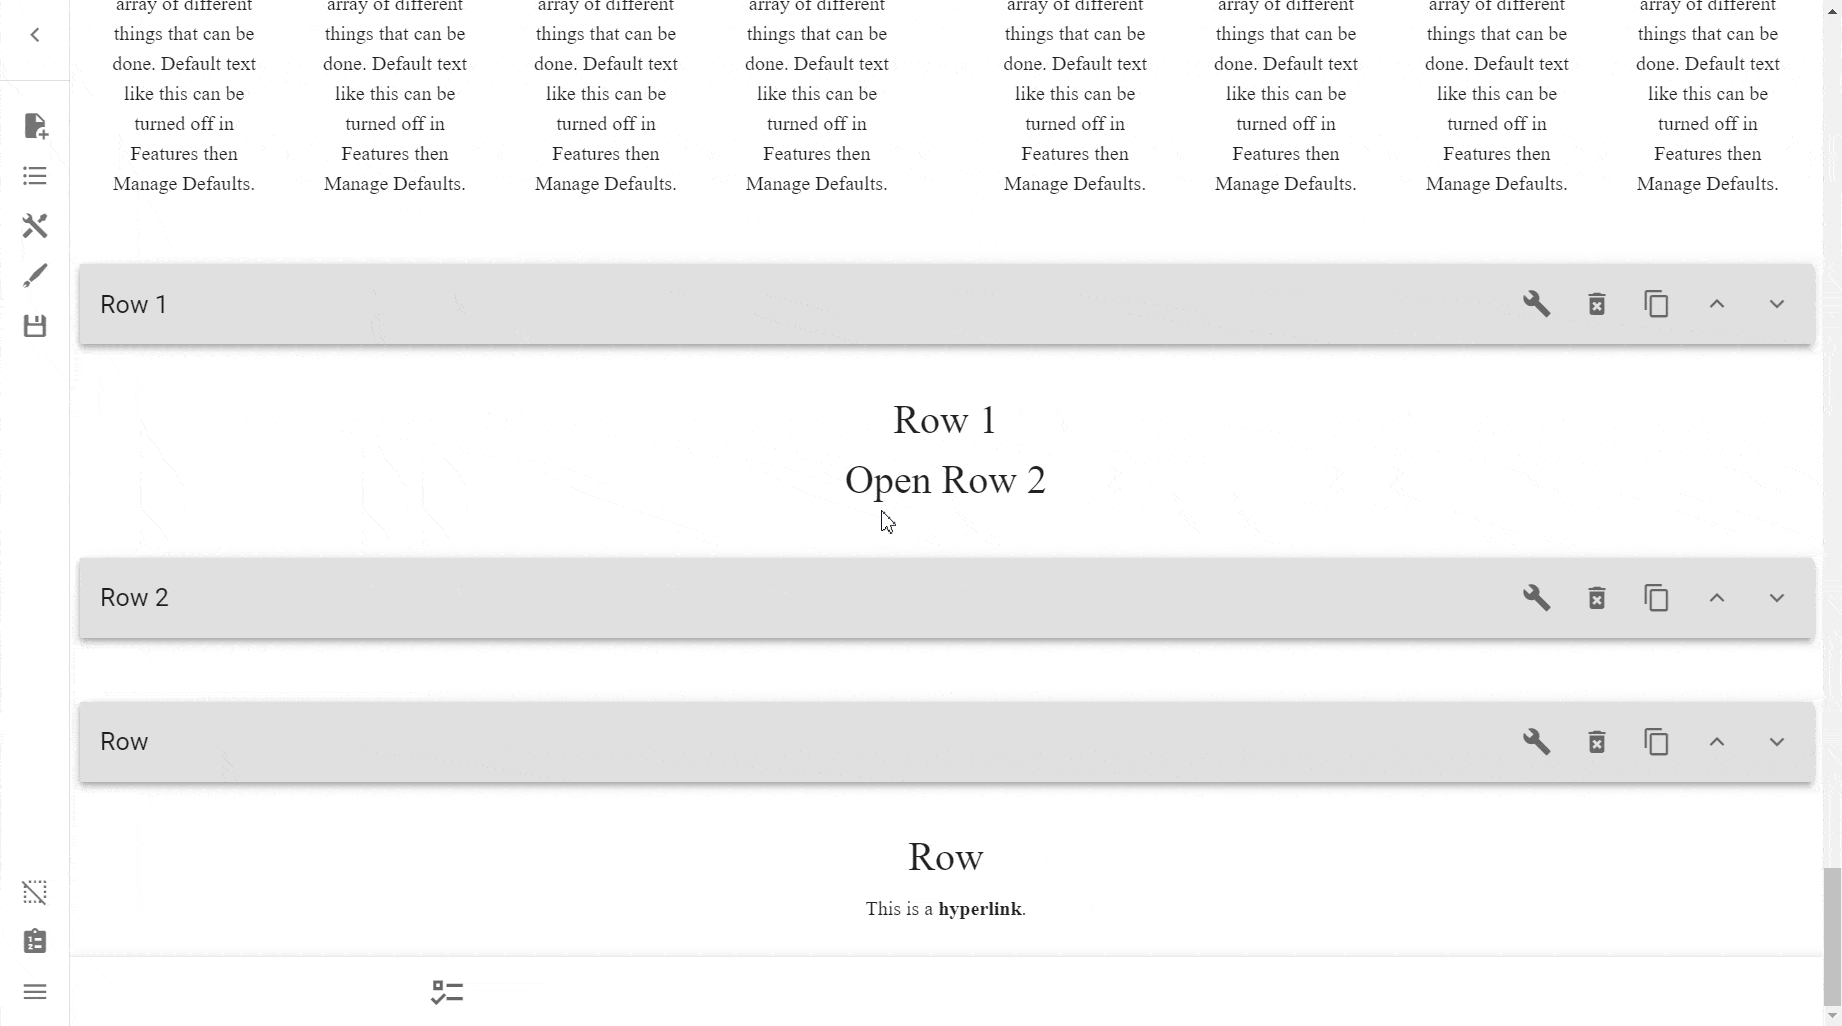 array of different array of different array of different array of different array of different array of different array of different array of different
things that can be things that can be things that can be things that can be things that can be things that can be things that can be things that can be
done. Default text done. Default text done. Default text done. Default text done. Default text done. Default text done. Default text done. Default text
like this can be like this can be like this can be like this can be like this can be like this can be like this can be like this can be
turned off in turned off in turned off in turned off in turned off in turned off in turned off in turned off in
Features then Features then Features then Features then Features then Features then Features then Features then
Manage Defaults. Manage Defaults. Manage Defaults. Manage Defaults. Manage Defaults. Manage Defaults. Manage Defaults. Manage Defaults.
Row 1
Row 1
Open Row 2
Row 2
Row
Row
This is a hyperlink.